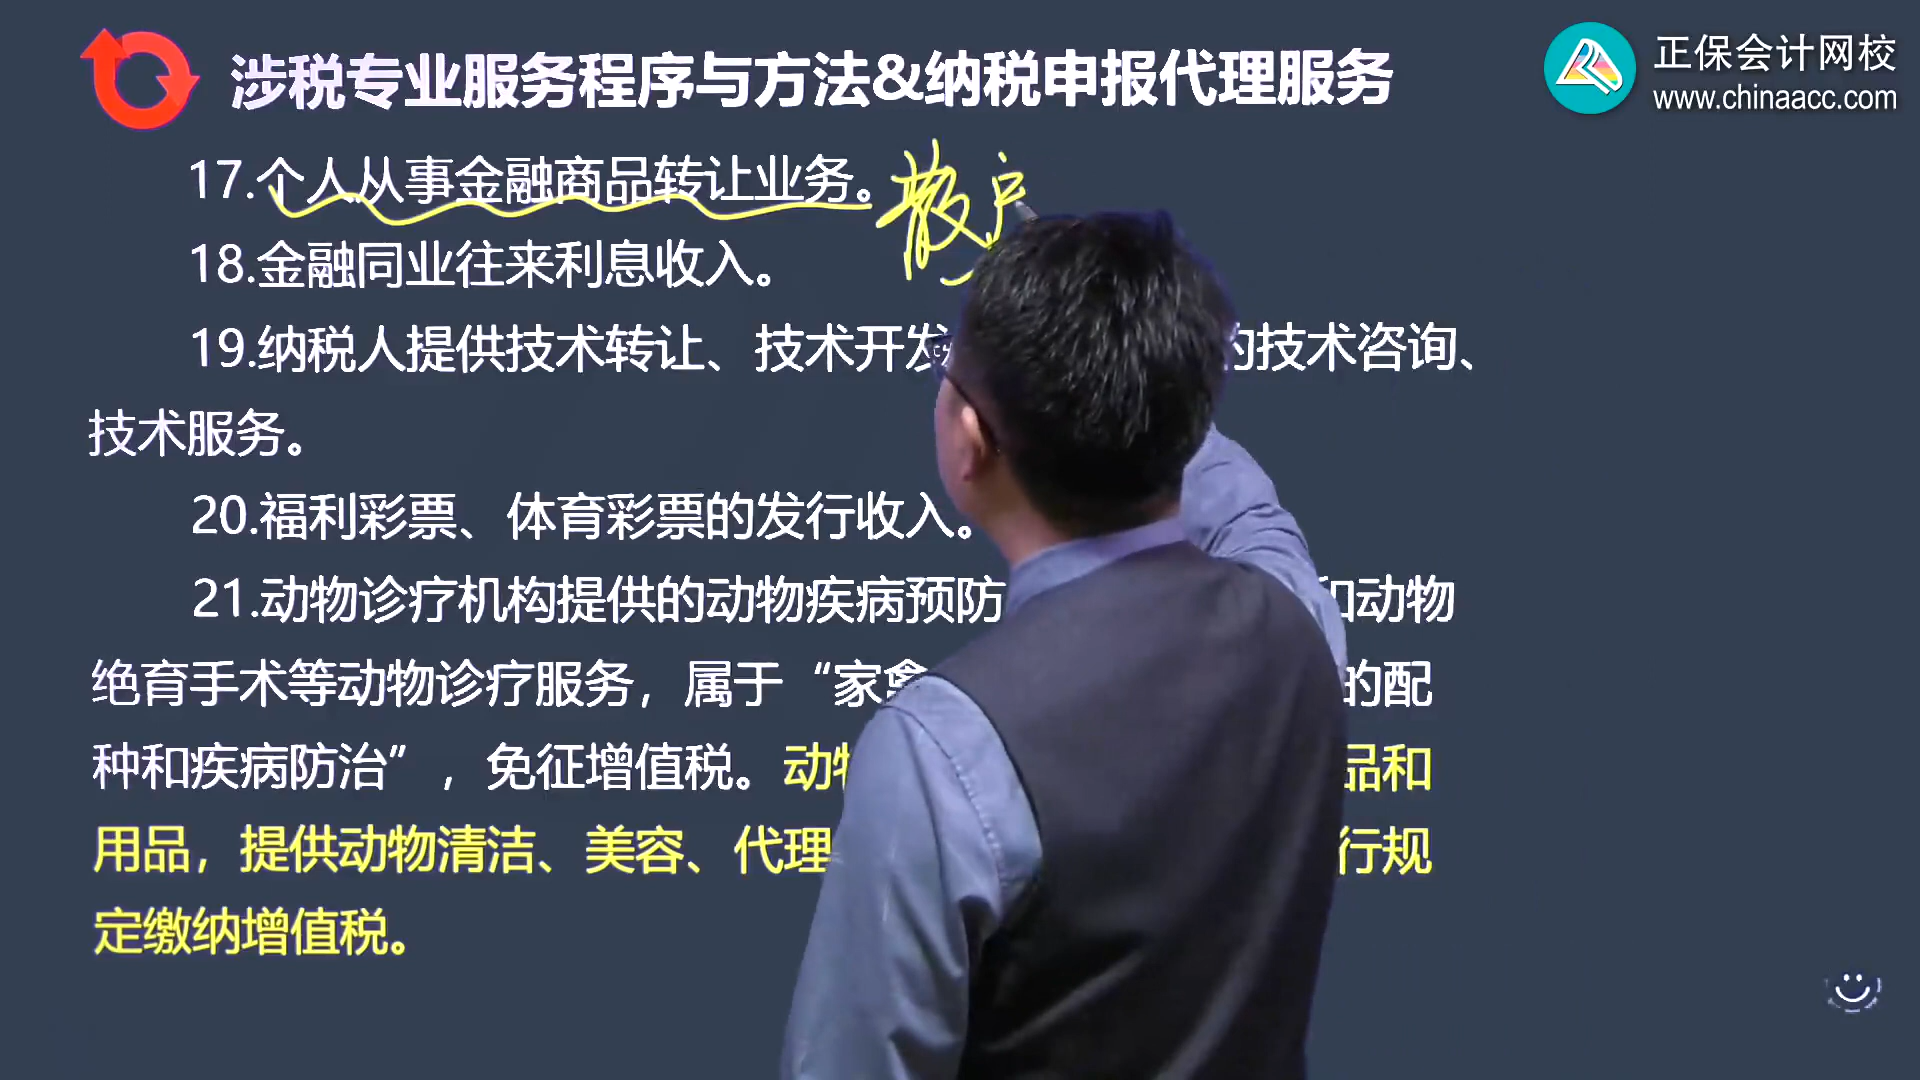 涉税专业服务程序与方法&纳税申报代理服务
正保会计网校
www.chinaacc.com
17.个人从事金融商品转让业务。散户
18.金融同业往来利息收入。
19.纳税人提供技术转让、技术开发 的技术咨询、
技术服务。
20.福利彩票、体育彩票的发行收入。
21.动物诊疗机构提供的动物疾病预防 和动物
绝育手术等动物诊疗服务，属于“家禽 的配
种和疾病防治”，免征增值税。动物 品和
用品，提供动物清洁、美容、代理 行规
定缴纳增值税。